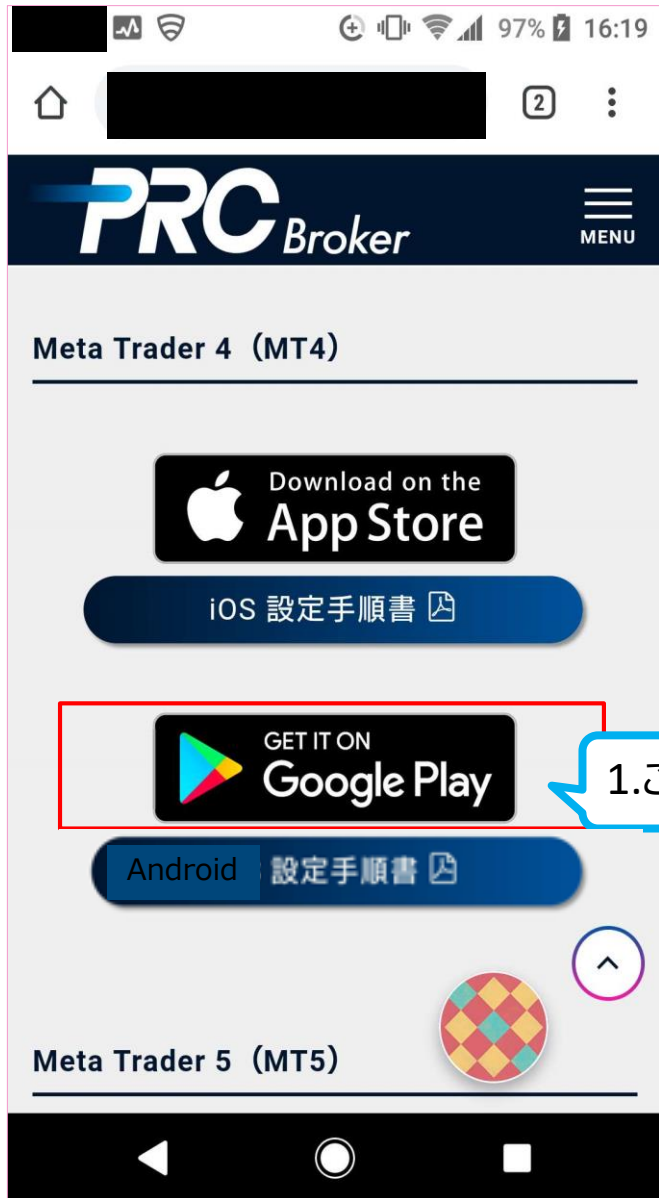 97% 16:19
2
PRC Broker
MENU
Meta Trader 4（MT4）
Download on the
App Store
iOS 設定手順書
GET IT ON
Google Play
1.こ
Android 設定手順書
Meta Trader 5（MT5）